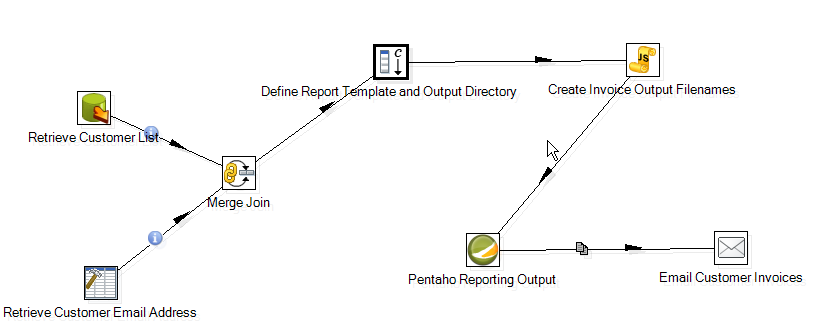 Define Report Template and Output Directory
JS
Create Invoice Output Filenames
Retrieve Customer List
Merge Join
Pentaho Reporting Output
Email Customer Invoices
Retrieve Customer Email Address